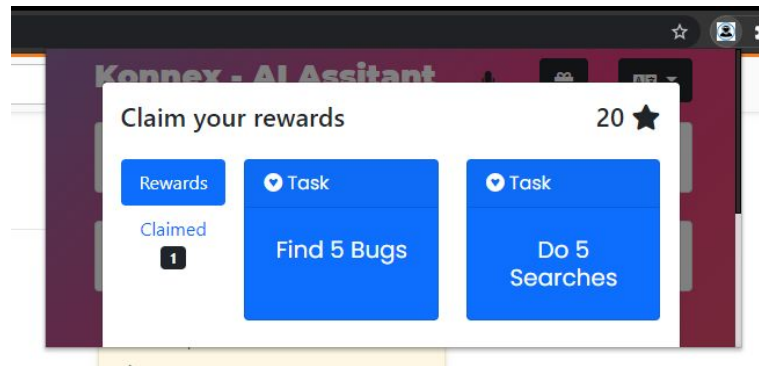 Konnex - AI Assitant
Claim your rewards
20
Rewards
Claimed
1
Task
Find 5 Bugs
Task
Do 5
Searches